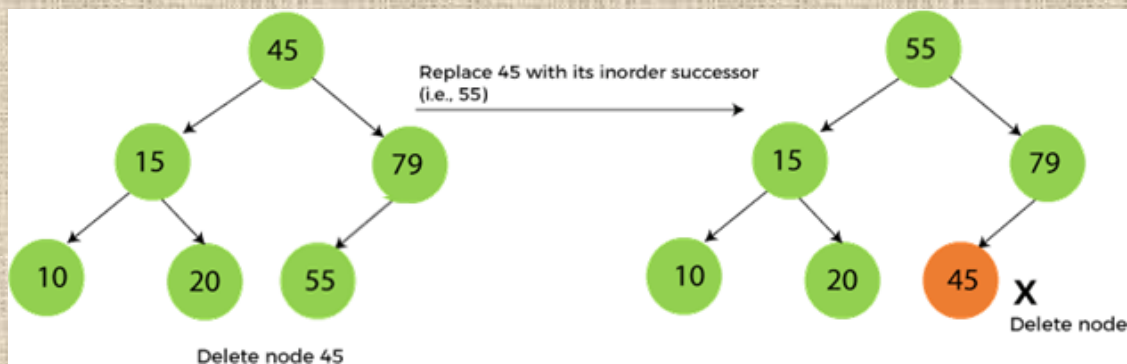 45
55
Replace 45 with its inorder successor
(i.e., 55)
15
79
15
79
10
20
55
10
20
45
X
Delete node
Delete node 45